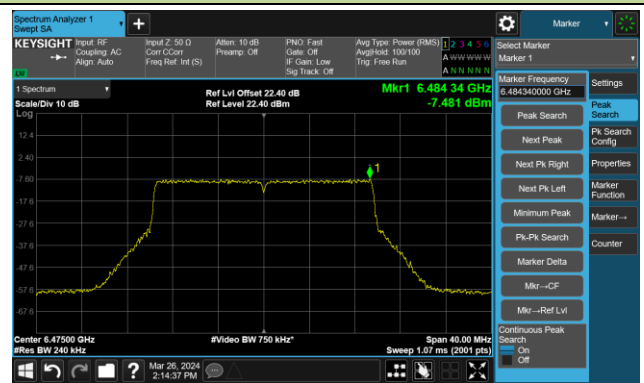 Spectrum Analyzer 1
Swept SA
Marker
KEYSIGHT
Input: RF
Coupling: AC
Align: Auto
Input Z: 50 Ω
Corr CCorr
Freq Ref: Int (S)
Atten: 10 dB
Preamp: Off
PNO: Fast
Gate: Off
IF Gain: Low
Sig Track: Off
Avg Type: Power (RMS)
Avg|Hold: 100/100
Trig: Free Run
1 2 3 4 5 6
A W W W W W
A N N N N N
Select Marker
Marker 1
1 Spectrum
Scale/Div 10 dB
Ref Lvl Offset 22.40 dB
Ref Level 22.40 dBm
Mkr1 6.484 34 GHz
-7.481 dBm
Log
12.4
2.40
-7.60
-17.6
-27.6
-37.6
-47.6
-57.6
-67.6
1
Center 6.47500 GHz
#Res BW 240 kHz
#Video BW 750 kHz*
Span 40.00 MHz
Sweep 1.07 ms (2001 pts)
Marker Frequency
6.484340000 GHz
Peak Search
Next Peak
Next Pk Right
Next Pk Left
Minimum Peak
Pk-Pk Search
Marker Delta
Mkr→CF
Mkr→Ref Lvl
Continuous Peak
Search
On
Off
Settings
Peak
Search
Pk Search
Config
Properties
Marker
Function
Marker→
Counter
?
Mar 26, 2024
2:14:37 PM